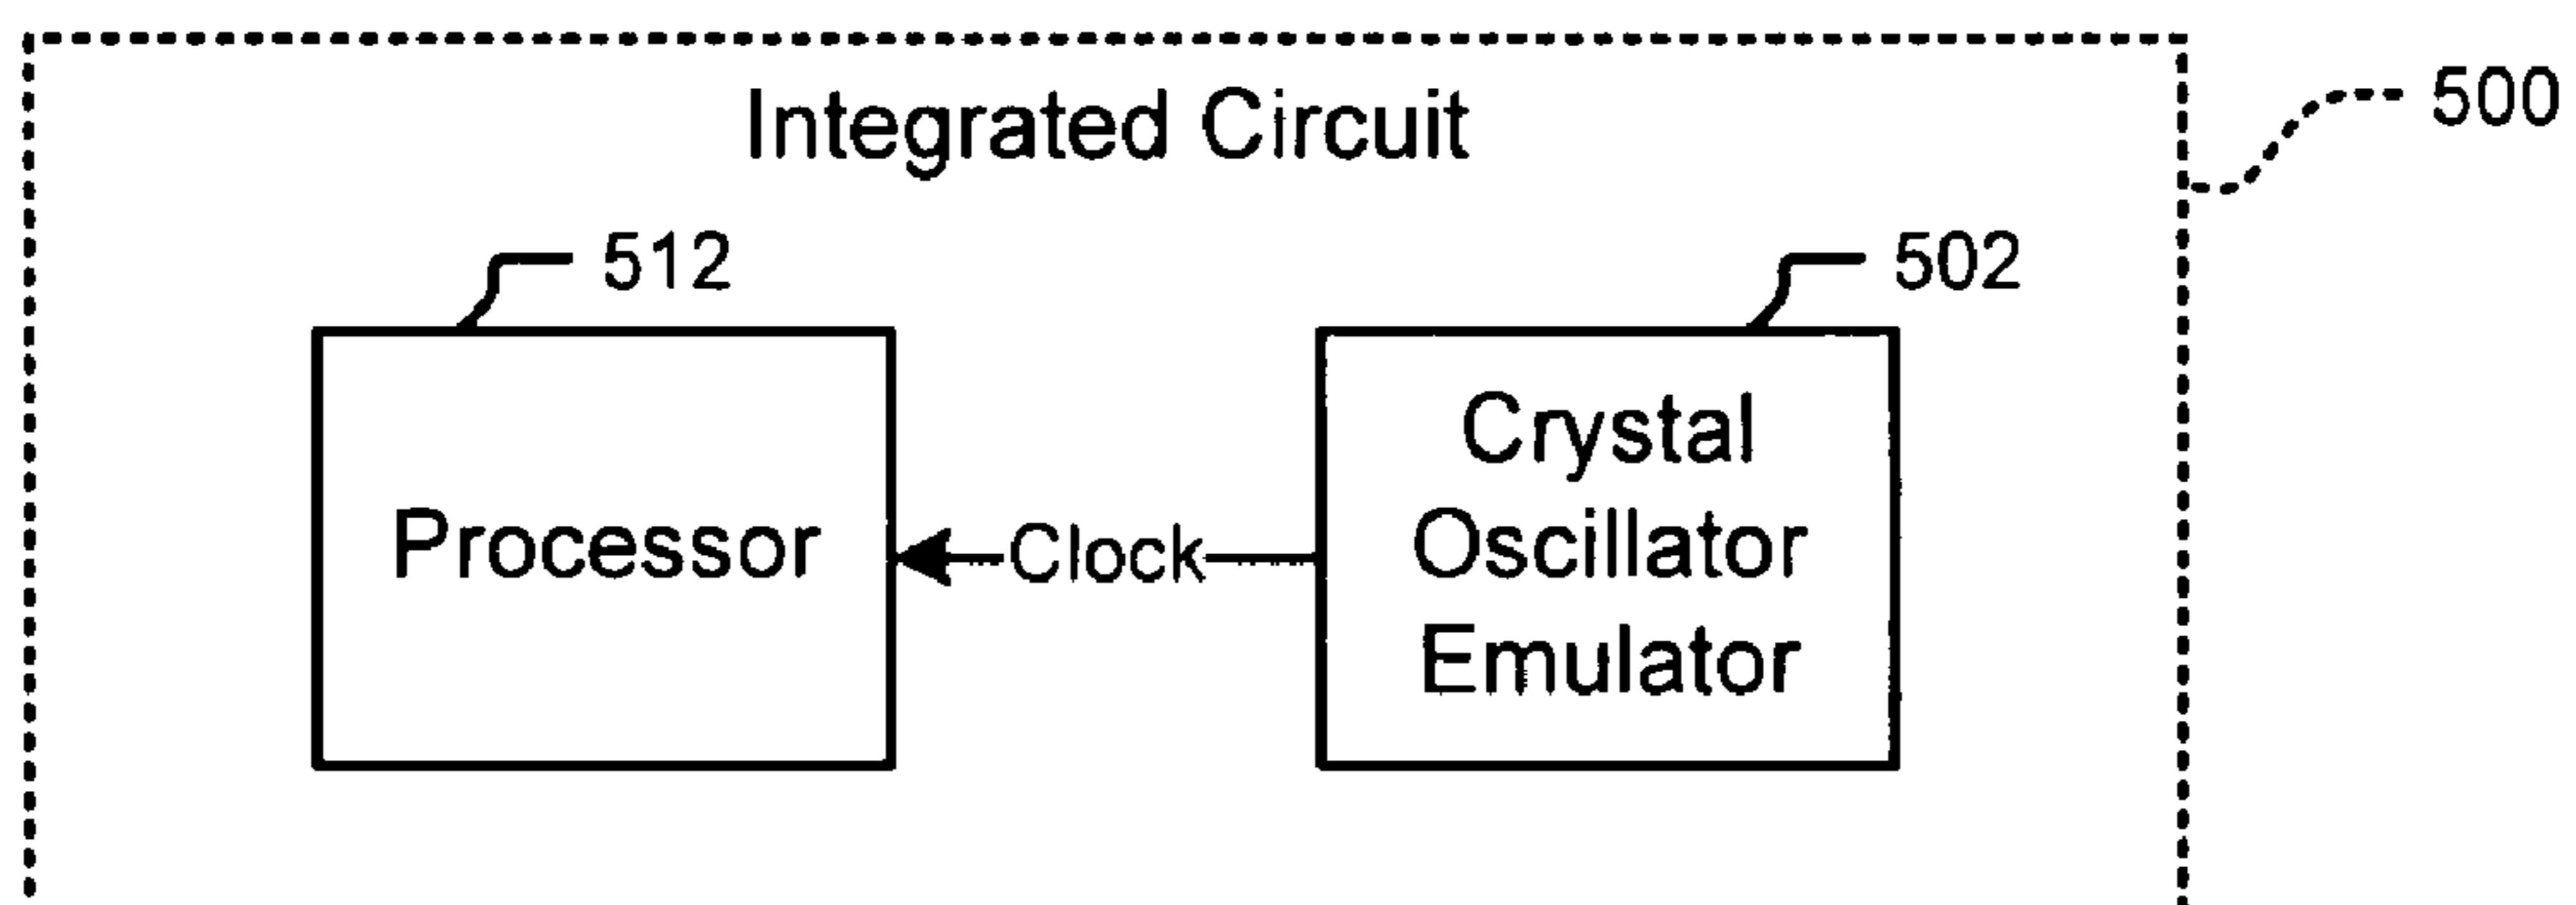 Integrated Circuit
500
512
502
Processor
Clock
Crystal
Oscillator
Emulator